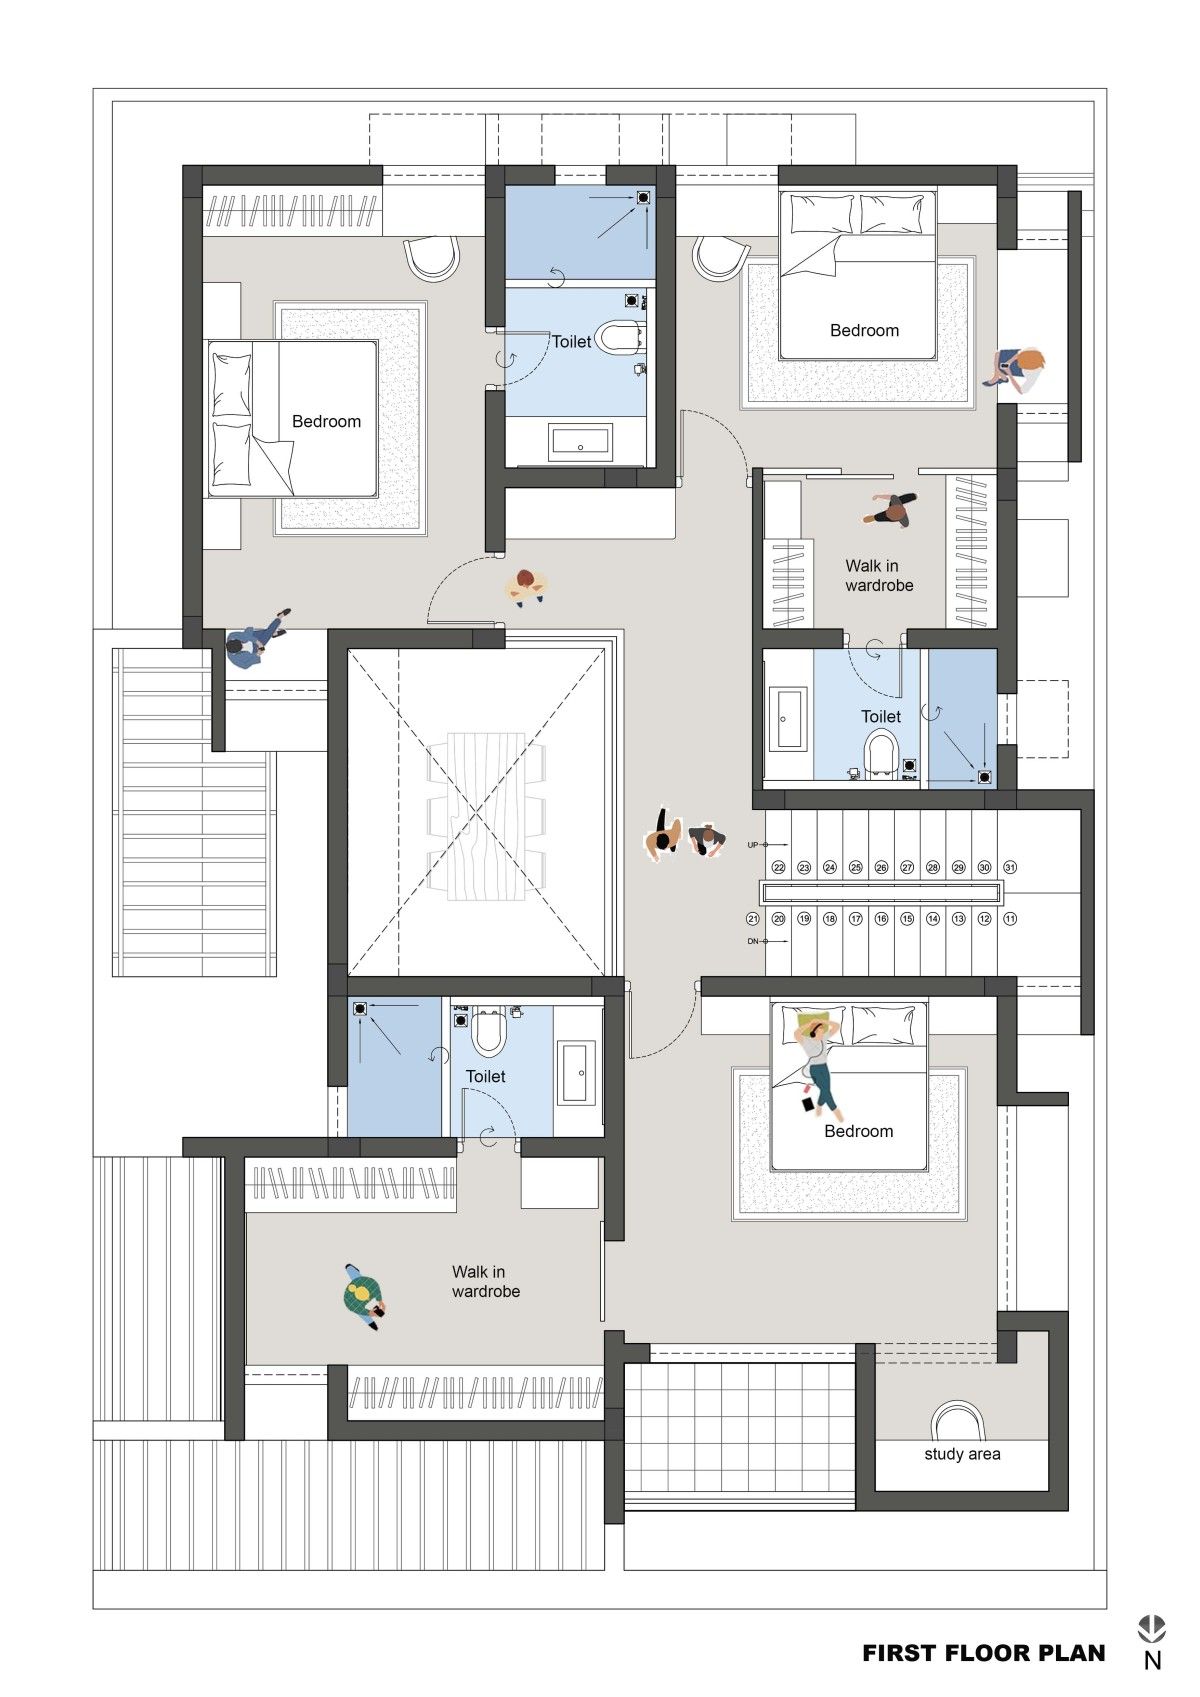 Toilet
Bedroom
Bedroom
Walk in
wardrobe
Toilet
UP
22 23 24 25 26 27 28 29 30 31
21 20 19 18 17 16 15 14 13 12 11
DN
Toilet
Bedroom
Walk in
wardrobe
study area
FIRST FLOOR PLAN
N